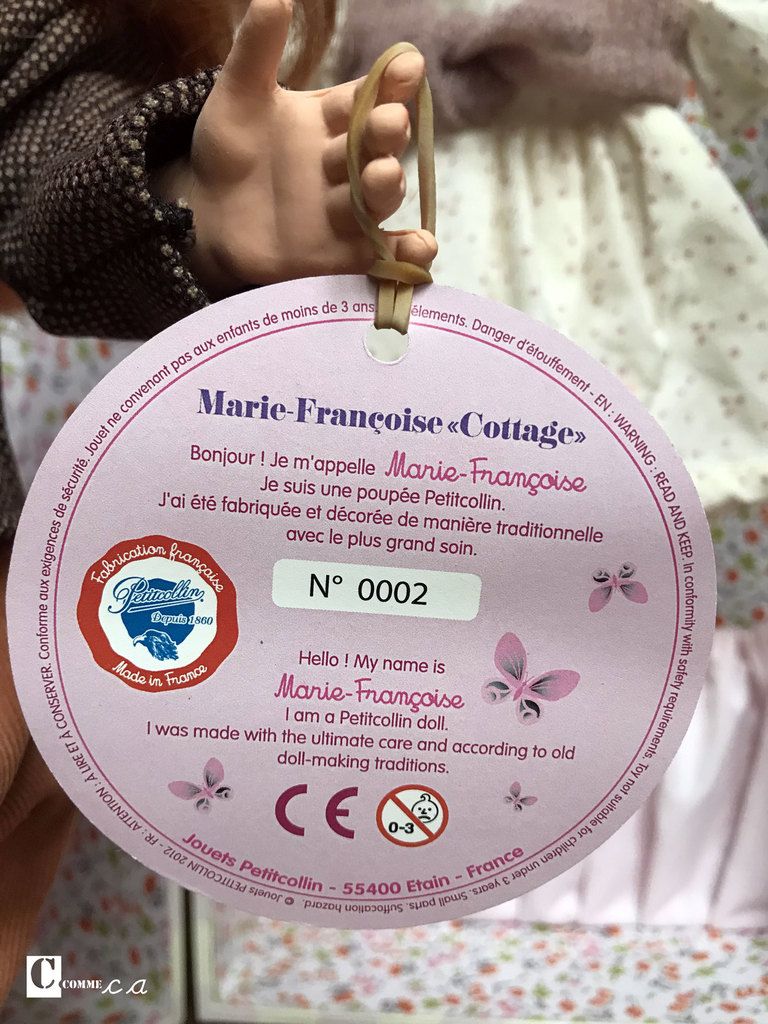 FR : ATTENTION : A LIRE ET A CONSERVER. Conforme aux exigences de sécurité. Jouet ne convenant pas aux enfants de moins de 3 ans élements. Danger d'étouffement - EN : WARNING : READ AND KEEP. In conformity with safety requirements. Toy not suitable for children under 3 years. Small parts. Suffocation hazard. © Jouets PETITCOLLIN 2012 -
Marie-Françoise «Cottage»
Bonjour ! Je m'appelle Marie-Françoise
Je suis une poupée Petitcollin.
J'ai été fabriquée et décorée de manière traditionnelle
avec le plus grand soin.
Fabrication française
Petitcollin
Depuis 1860
Made in France
N° 0002
Hello ! My name is
Marie-Françoise
I am a Petitcollin doll.
I was made with the ultimate care and according to old
doll-making traditions.
CE
0-3
Jouets Petitcollin - 55400 Etain - France
C COMME ca